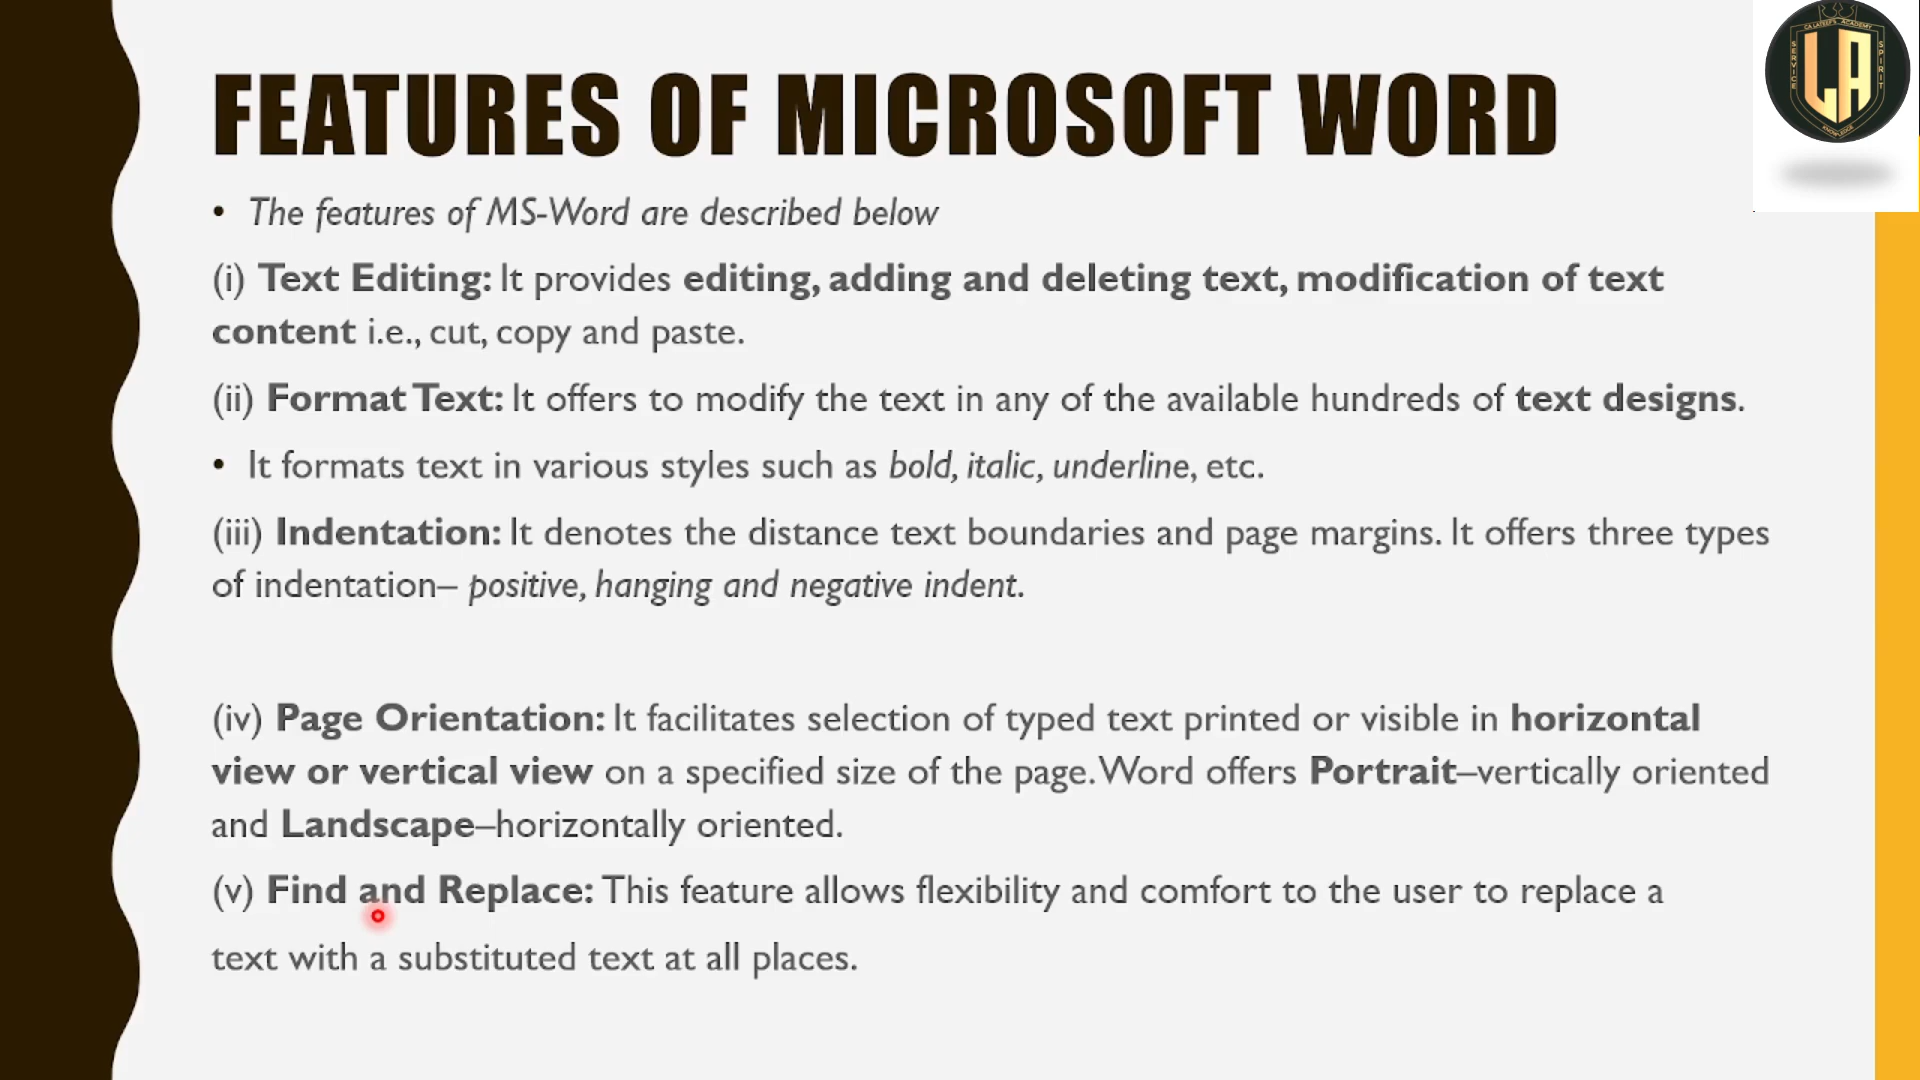 FEATURES OF MICROSOFT WORD
• The features of MS-Word are described below
(i) Text Editing: It provides editing, adding and deleting text, modification of text
content i.e., cut, copy and paste.
(ii) Format Text: It offers to modify the text in any of the available hundreds of text designs.
• It formats text in various styles such as bold, italic, underline, etc.
(iii) Indentation: It denotes the distance text boundaries and page margins. It offers three types
of indentation– positive, hanging and negative indent.
(iv) Page Orientation: It facilitates selection of typed text printed or visible in horizontal
view or vertical view on a specified size of the page. Word offers Portrait–vertically oriented
and Landscape–horizontally oriented.
(v) Find and Replace: This feature allows flexibility and comfort to the user to replace a
text with a substituted text at all places.
CA LATEEF'S ACADEMY
SERVICE
LA
SPIRIT
KNOWLEDGE